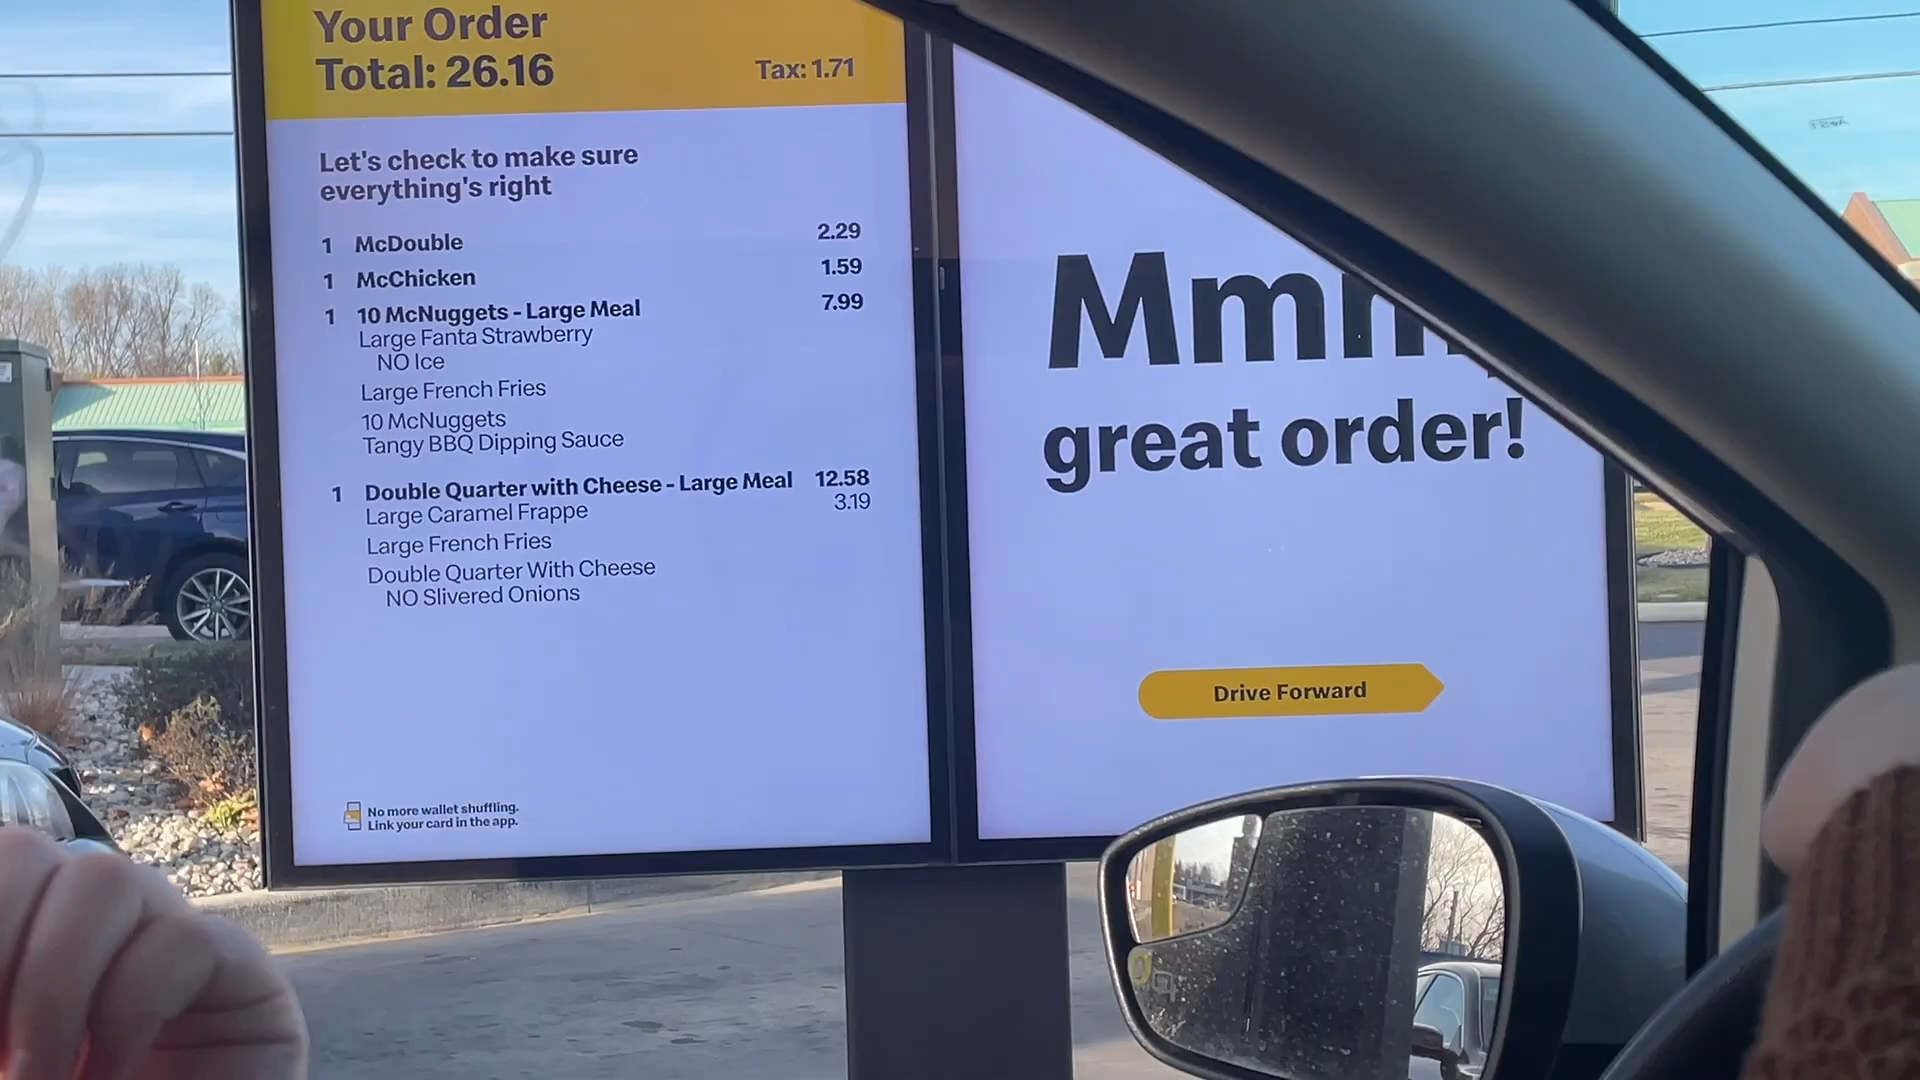 Your Order
Total: 26.16 Tax: 1.71
Let's check to make sure
everything's right
1 McDouble 2.29
1 McChicken 1.59
1 10 McNuggets - Large Meal 7.99
Large Fanta Strawberry
NO Ice
Large French Fries
10 McNuggets
Tangy BBQ Dipping Sauce
1 Double Quarter with Cheese - Large Meal 12.58
Large Caramel Frappe 3.19
Large French Fries
Double Quarter With Cheese
NO Slivered Onions
No more wallet shuffling.
Link your card in the app.
great order!
Drive Forward